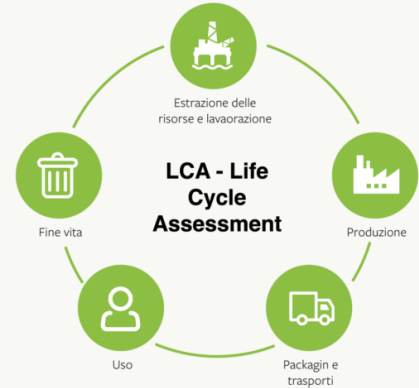 Estrazione delle
risorse e lavaorazione
LCA - Life
Cycle
Assessment
Fine vita
Produzione
Uso
Packagin e
trasporti